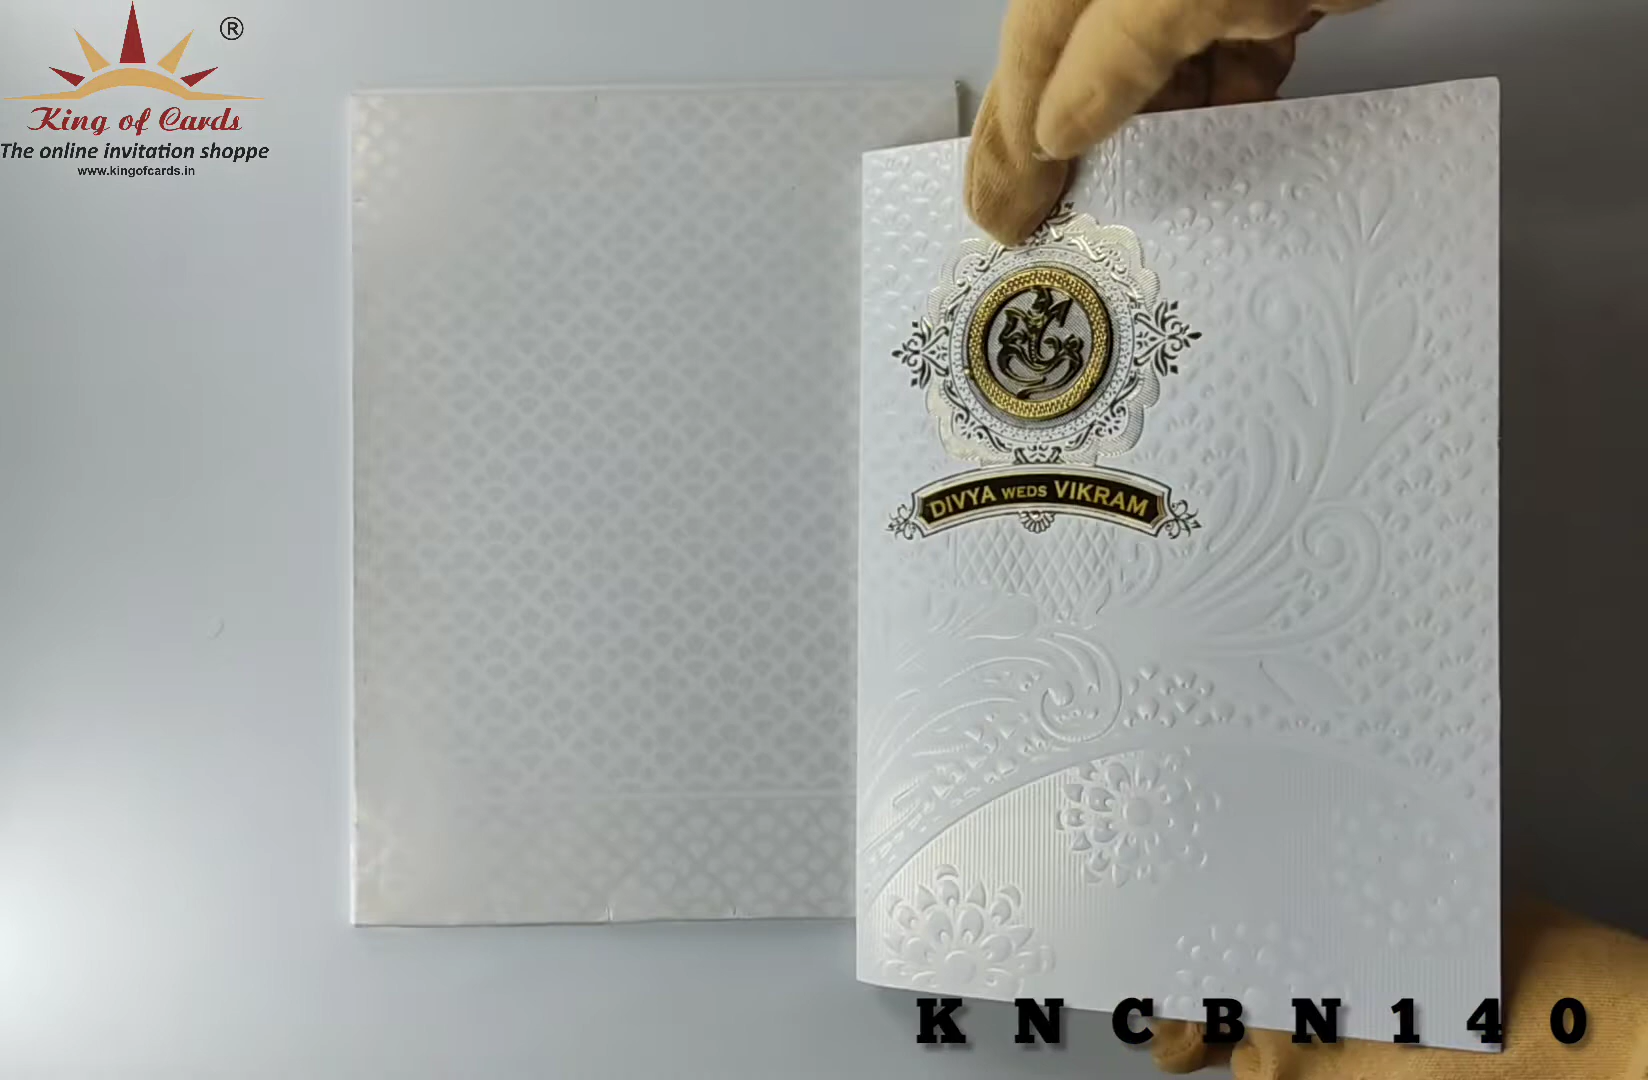 ®
King of Cards
The online invitation shoppe
www.kingofcards.in
DIVYA WEDS VIKRAM
KNCBN140